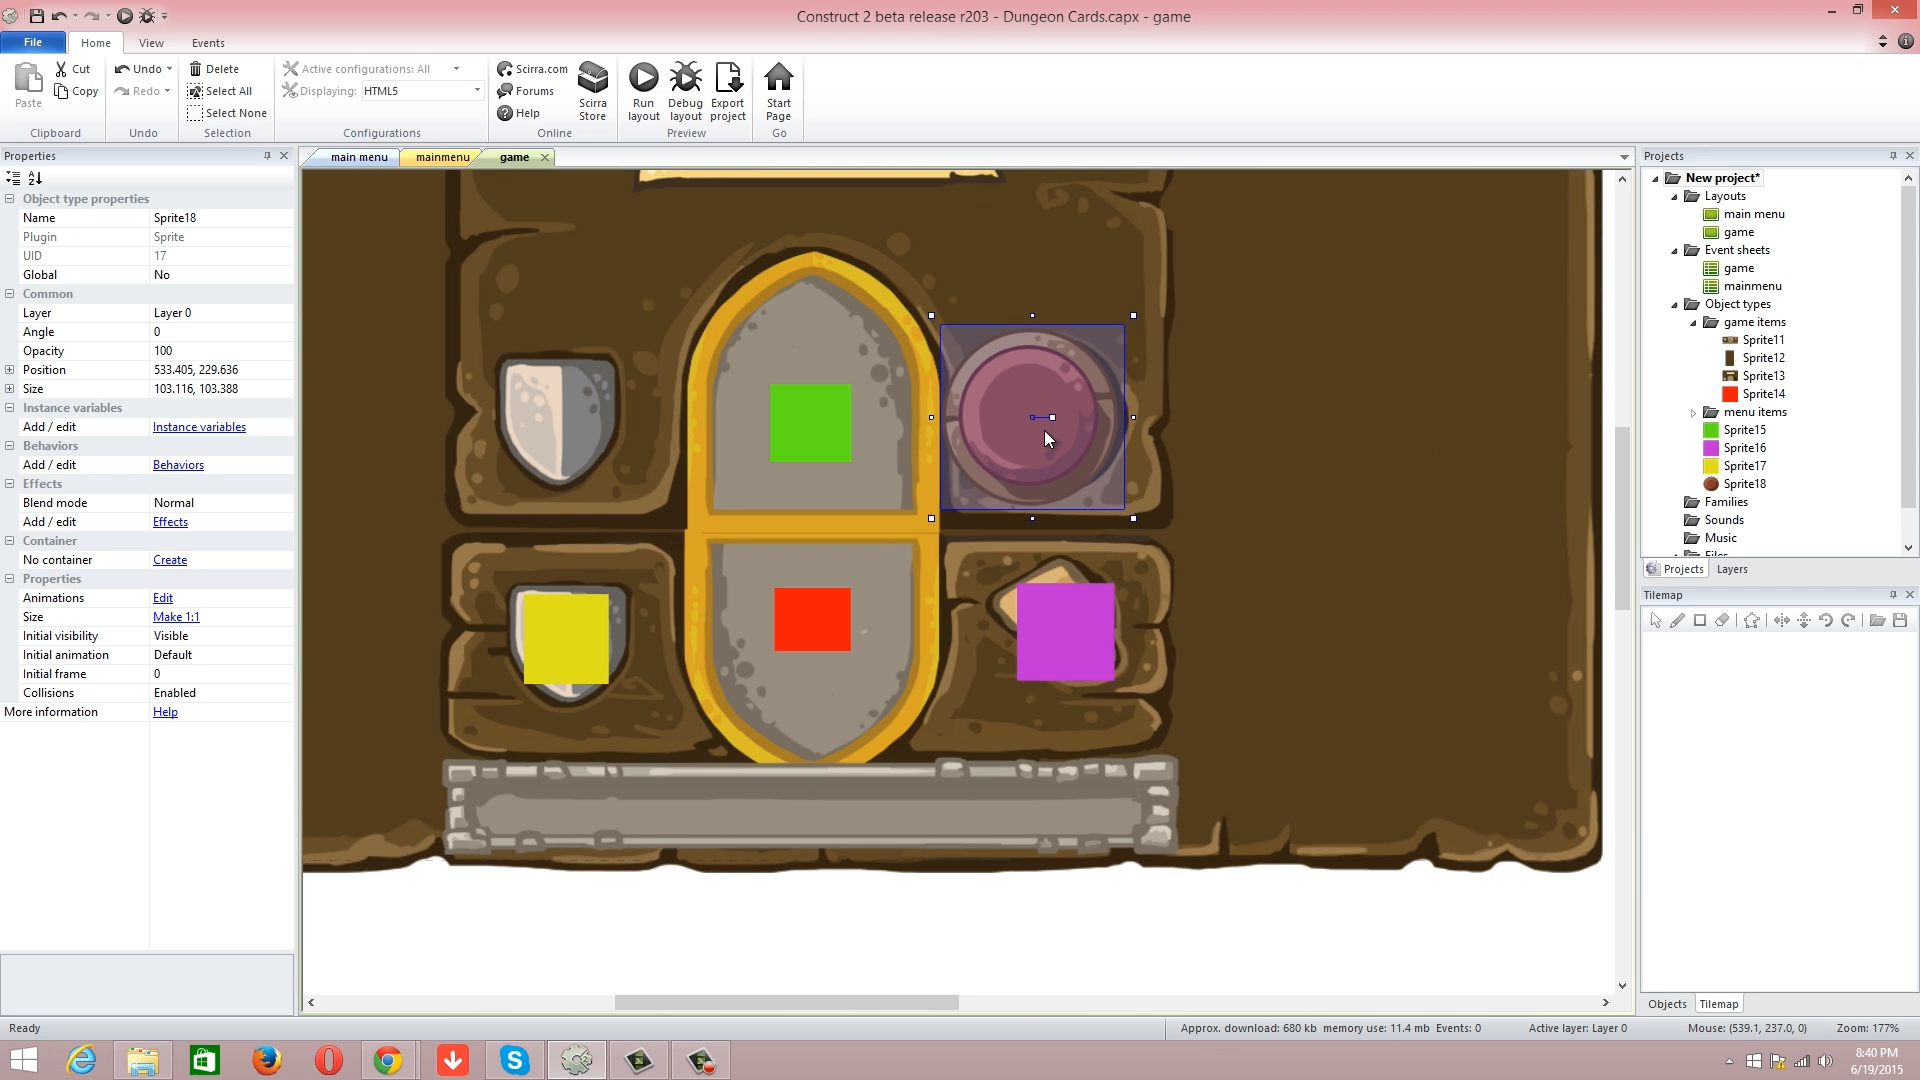 Construct 2 beta release r203 - Dungeon Cards.capx - game
File Home View Events
Paste Cut Copy Clipboard
Undo Redo Undo
Delete Select All Select None Selection
Active configurations: All
Displaying: HTML5
Configurations
Scirra.com Forums Help Scirra Store Online
Run layout Debug layout Export project Preview
Start Page Go
Properties
main menu mainmenu game
Object type properties
Name Sprite18
Plugin Sprite
UID 17
Global No
Common
Layer Layer 0
Angle 0
Opacity 100
Position 533.405, 229.636
Size 103.116, 103.388
Instance variables
Add / edit Instance variables
Behaviors
Add / edit Behaviors
Effects
Blend mode Normal
Add / edit Effects
Container
No container Create
Properties
Animations Edit
Size Make 1:1
Initial visibility Visible
Initial animation Default
Initial frame 0
Collisions Enabled
More information Help
Projects
New project*
Layouts
main menu
game
Event sheets
game
mainmenu
Object types
game items
Sprite11
Sprite12
Sprite13
Sprite14
menu items
Sprite15
Sprite16
Sprite17
Sprite18
Families
Sounds
Music
Files
Projects Layers
Tilemap
Objects Tilemap
Ready
Approx. download: 680 kb memory use: 11.4 mb Events: 0
Active layer: Layer 0
Mouse: (539.1, 237.0, 0)
Zoom: 177%
8:40 PM
6/19/2015